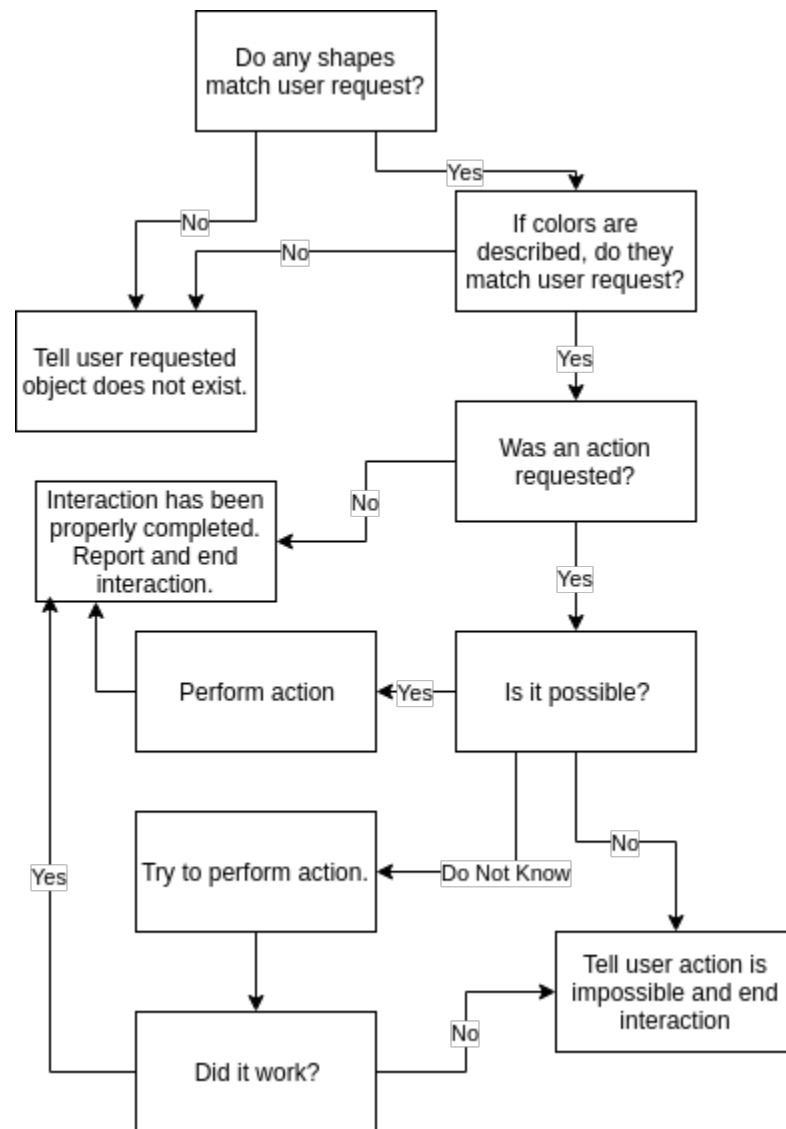 Do any shapes
match user request?
Yes
No
If colors are
described, do they
match user request?
No
Tell user requested
object does not exist.
Yes
Was an action
requested?
No
Interaction has been
properly completed.
Report and end
interaction.
Yes
Perform action
Yes
Is it possible?
No
Try to perform action.
Do Not Know
Yes
Tell user action is
impossible and end
interaction
No
Did it work?